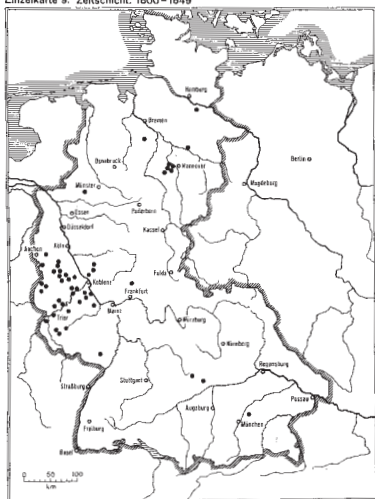 Einzelkarte 9. Zeitschicht: 1800–1849
Hamburg
Bremen
Osnabrück
Hannover
Berlin
Münster
Magdeburg
Paderborn
Essen
Düsseldorf
Kassel
Köln
Aachen
Fulda
Koblenz
Frankfurt
Mainz
Trier
Würzburg
Nürnberg
Regensburg
Straßburg
Stuttgart
Passau
Augsburg
München
Freiburg
Basel
0 50 100
km